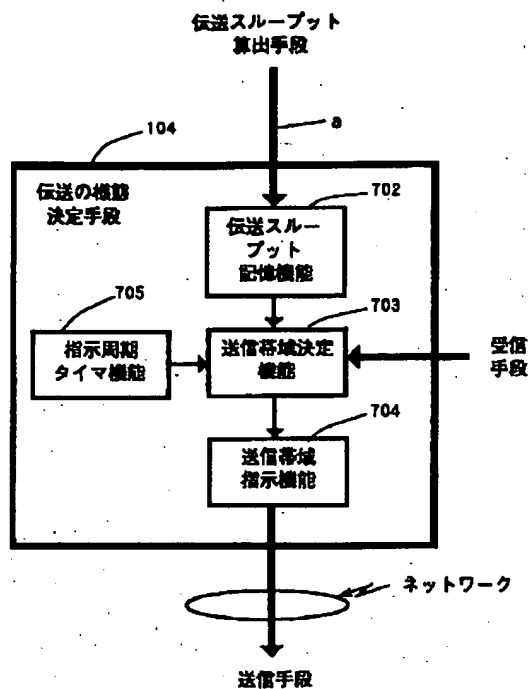 伝送スループット
算出手段
a
104
伝送の様態
決定手段
702
伝送スルー
プット
記憶機能
705
703
指示周期
タイマ機能
送信帯域決定
機能
受信
手段
704
送信帯域
指示機能
ネットワーク
送信手段